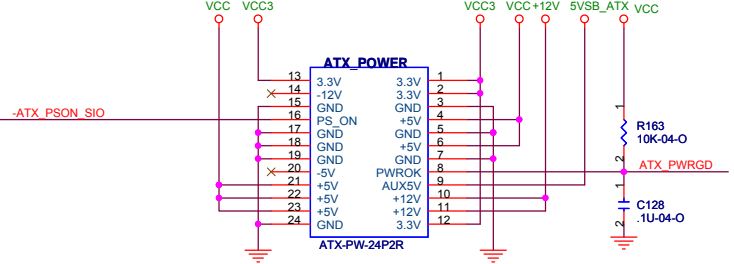 VCC VCC3 VCC3 VCC +12V 5VSB_ATX VCC
ATX_POWER
13 3.3V 3.3V 1
14 -12V 3.3V 2
15 GND GND 3
-ATX_PSON_SIO 16 PS_ON +5V 4
17 GND GND 5
18 GND +5V 6
19 GND GND 7
20 -5V PWROK 8
21 +5V AUX5V 9
22 +5V +12V 10
23 +5V +12V 11
24 GND 3.3V 12
ATX-PW-24P2R
1
R163
10K-04-O
2
ATX_PWRGD
1
C128
.1U-04-O
2